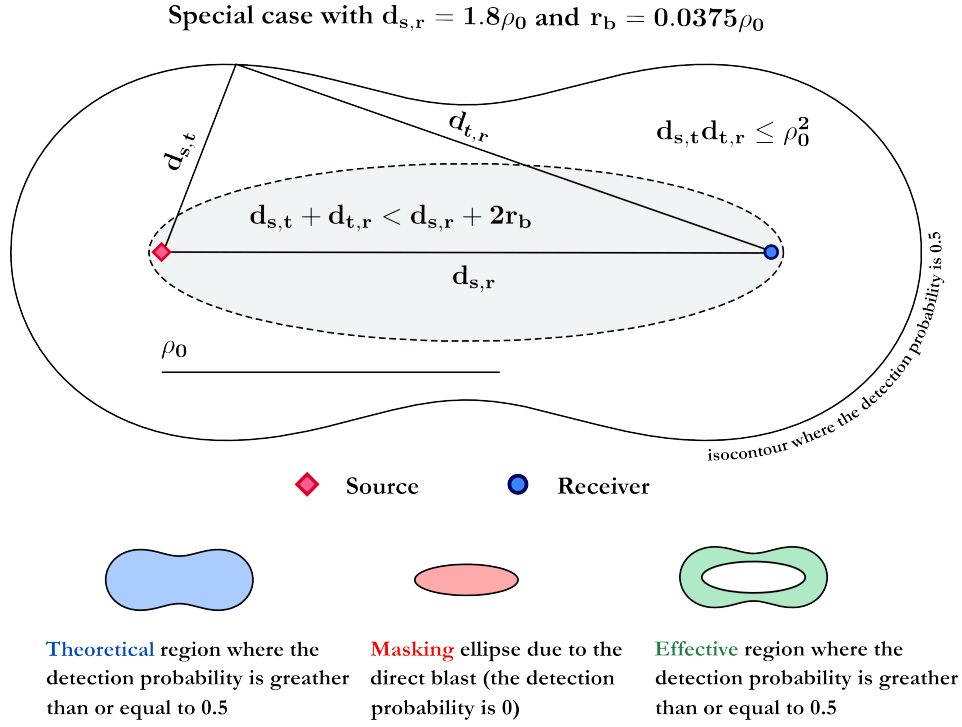 Special case with d_{s,r} = 1.8ρ_0 and r_b = 0.0375ρ_0
d_{s,t}
d_{t,r}
d_{s,t}d_{t,r} ≤ ρ_0^2
d_{s,t} + d_{t,r} < d_{s,r} + 2r_b
d_{s,r}
ρ_0
isocontour where the detection probability is 0.5
Source
Receiver
Theoretical region where the
detection probability is greather
than or equal to 0.5
Masking ellipse due to the
direct blast (the detection
probability is 0)
Effective region where the
detection probability is greather
than or equal to 0.5